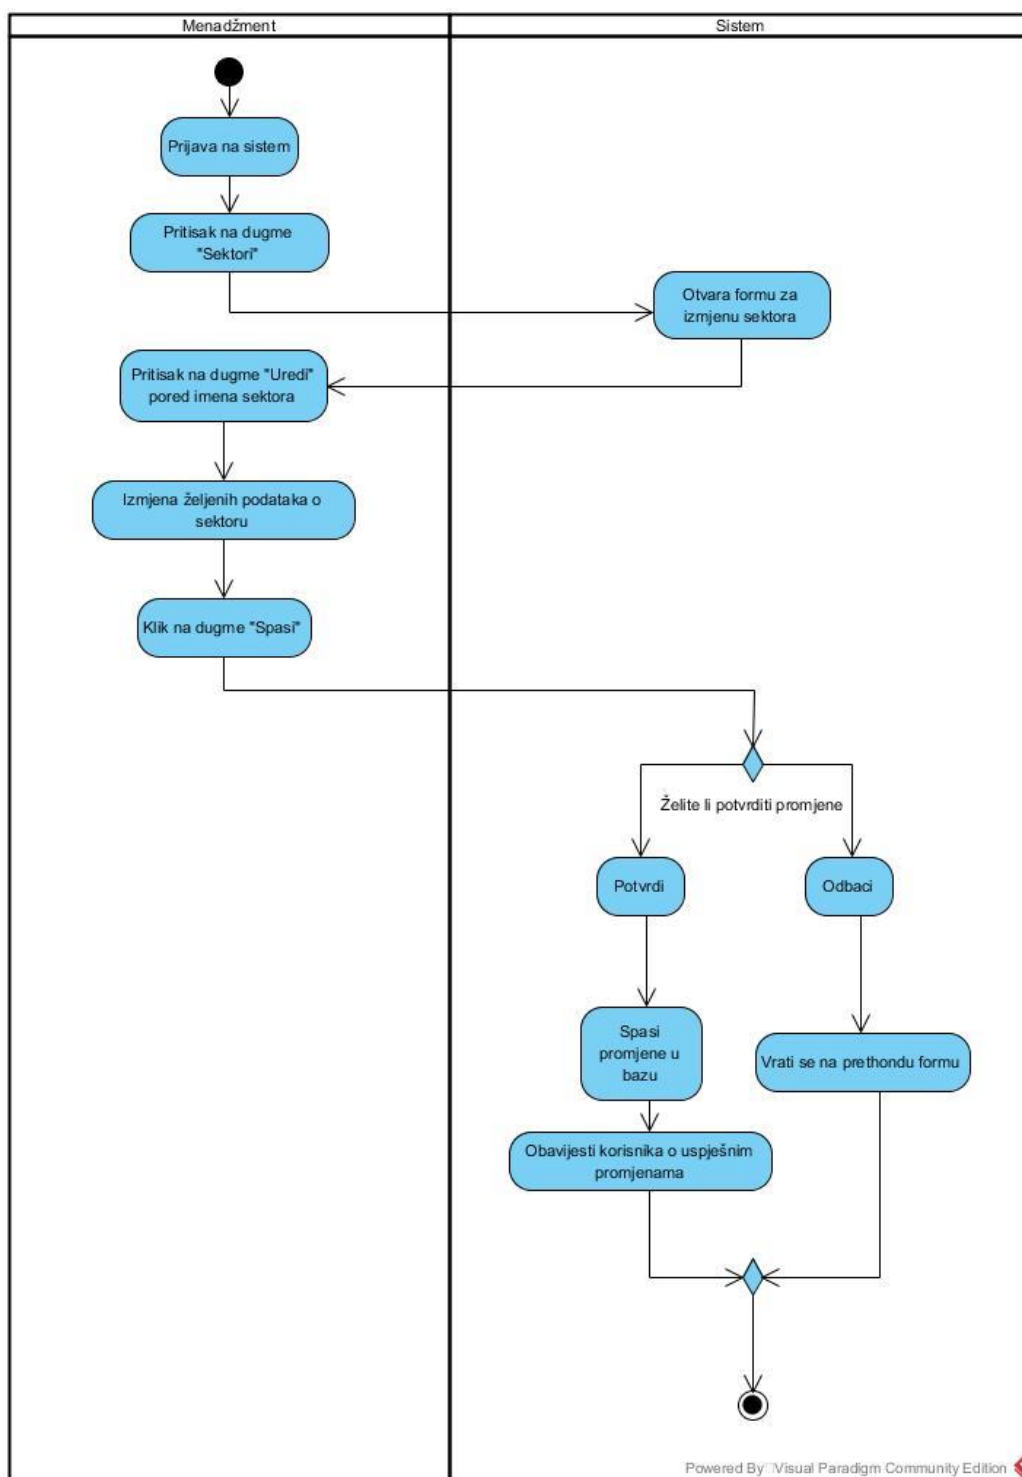 Menadžment
Sistem
Prijava na sistem
Pritisak na dugme
"Sektori"
Otvara formu za
izmjenu sektora
Pritisak na dugme "Uredi"
pored imena sektora
Izmjena željenih podataka o
sektoru
Klik na dugme "Spasi"
Želite li potvrditi promjene
Potvrdi
Odbaci
Spasi
promjene u
bazu
Vrati se na prethondu formu
Obavijesti korisnika o uspješnim
promjenama
Powered By Visual Paradigm Community Edition